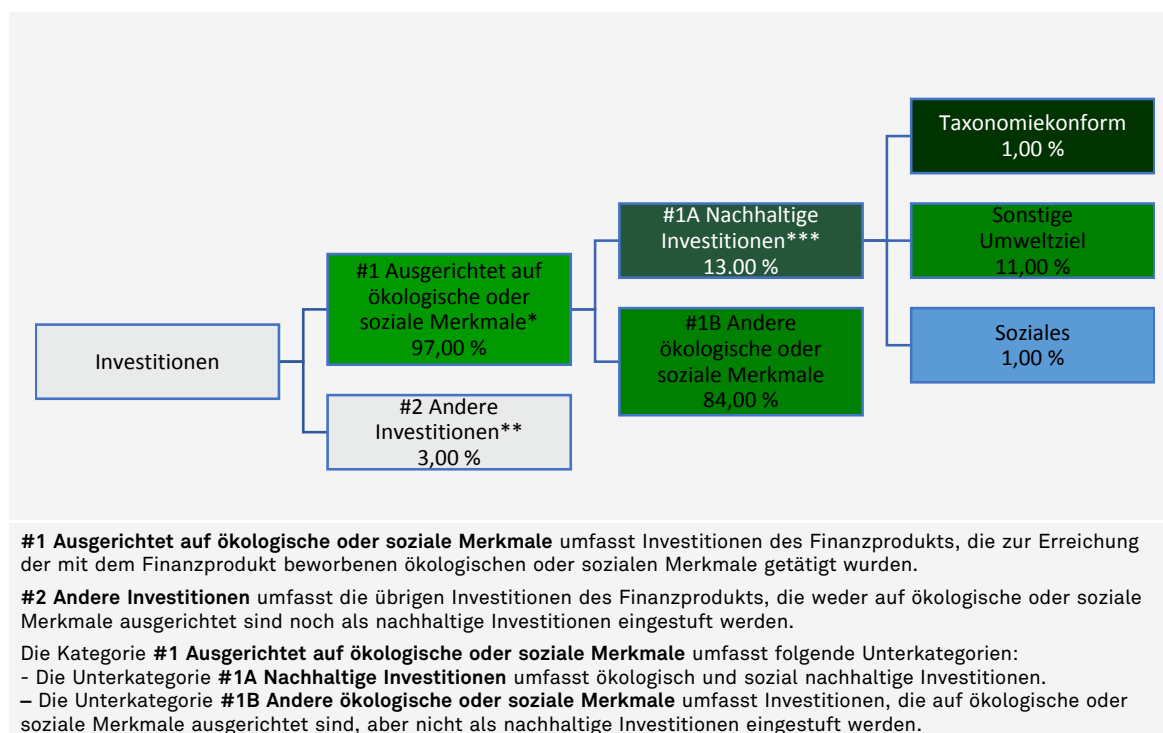 Investitionen
#1 Ausgerichtet auf
ökologische oder
soziale Merkmale*
97,00 %
#2 Andere
Investitionen**
3,00 %
#1A Nachhaltige
Investitionen***
13.00 %
#1B Andere
ökologische oder
soziale Merkmale
84,00 %
Taxonomiekonform
1,00 %
Sonstige
Umweltziel
11,00 %
Soziales
1,00 %
#1 Ausgerichtet auf ökologische oder soziale Merkmale umfasst Investitionen des Finanzprodukts, die zur Erreichung
der mit dem Finanzprodukt beworbenen ökologischen oder sozialen Merkmale getätigt wurden.
#2 Andere Investitionen umfasst die übrigen Investitionen des Finanzprodukts, die weder auf ökologische oder soziale
Merkmale ausgerichtet sind noch als nachhaltige Investitionen eingestuft werden.
Die Kategorie #1 Ausgerichtet auf ökologische oder soziale Merkmale umfasst folgende Unterkategorien:
- Die Unterkategorie #1A Nachhaltige Investitionen umfasst ökologisch und sozial nachhaltige Investitionen.
– Die Unterkategorie #1B Andere ökologische oder soziale Merkmale umfasst Investitionen, die auf ökologische oder
soziale Merkmale ausgerichtet sind, aber nicht als nachhaltige Investitionen eingestuft werden.